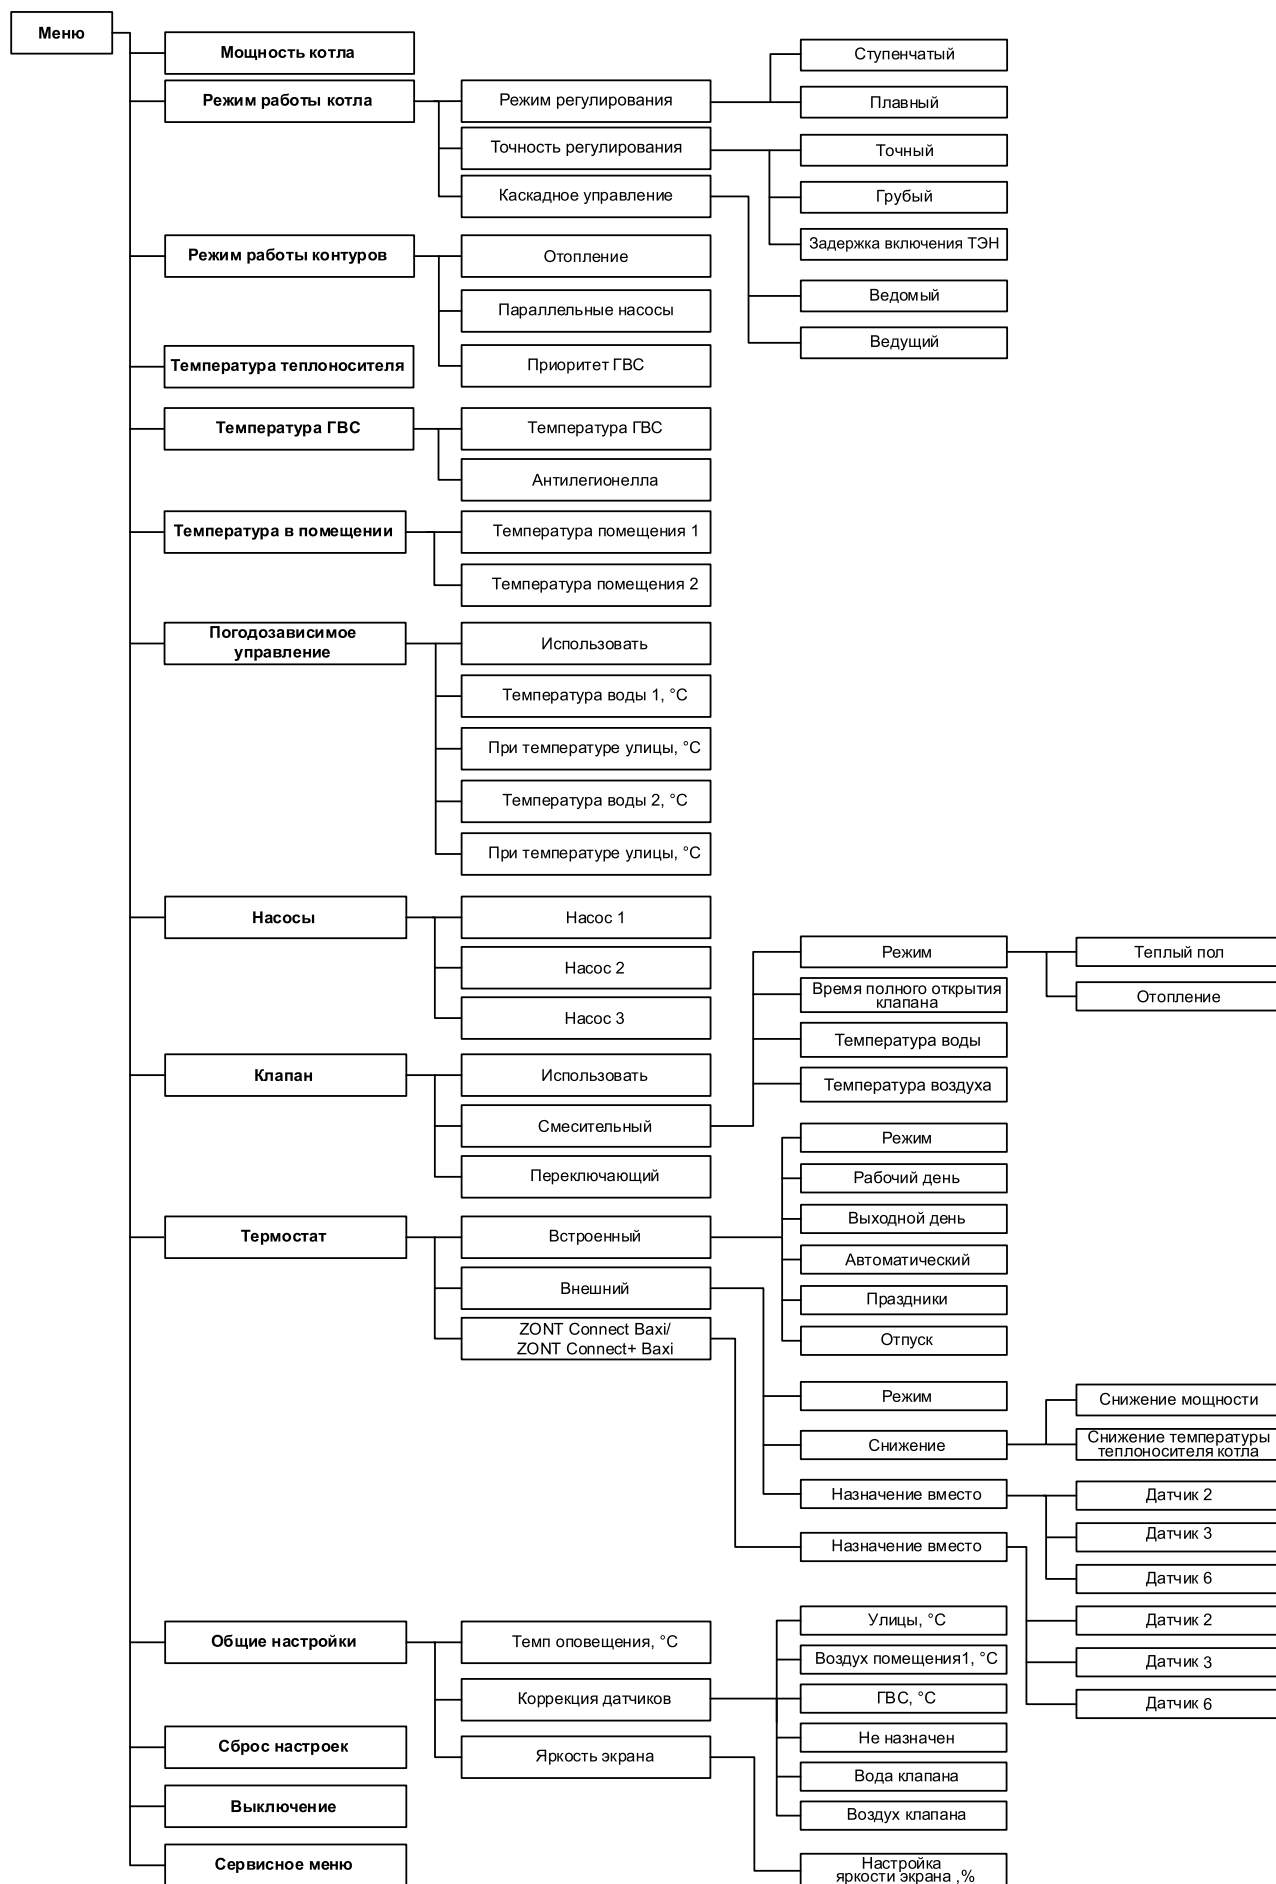 Меню
Мощность котла
Режим работы котла
Режим регулирования
Ступенчатый
Плавный
Точность регулирования
Точный
Грубый
Задержка включения ТЭН
Каскадное управление
Ведомый
Ведущий
Режим работы контуров
Отопление
Параллельные насосы
Приоритет ГВС
Температура теплоносителя
Температура ГВС
Температура ГВС
Антилегионелла
Температура в помещении
Температура помещения 1
Температура помещения 2
Погодозависимое
управление
Использовать
Температура воды 1, °С
При температуре улицы, °С
Температура воды 2, °С
При температуре улицы, °С
Насосы
Насос 1
Насос 2
Насос 3
Клапан
Использовать
Смесительный
Режим
Теплый пол
Отопление
Время полного открытия
клапана
Температура воды
Температура воздуха
Переключающий
Термостат
Встроенный
Режим
Рабочий день
Выходной день
Автоматический
Праздники
Отпуск
Внешний
Режим
Снижение
Снижение мощности
Снижение температуры
теплоносителя котла
Назначение вместо
Датчик 2
Датчик 3
Датчик 6
ZONT Connect Baxi/
ZONT Connect+ Baxi
Назначение вместо
Датчик 2
Датчик 3
Датчик 6
Общие настройки
Темп оповещения, °С
Коррекция датчиков
Улицы, °С
Воздух помещения1, °С
ГВС, °С
Не назначен
Вода клапана
Воздух клапана
Яркость экрана
Настройка
яркости экрана ,%
Сброс настроек
Выключение
Сервисное меню